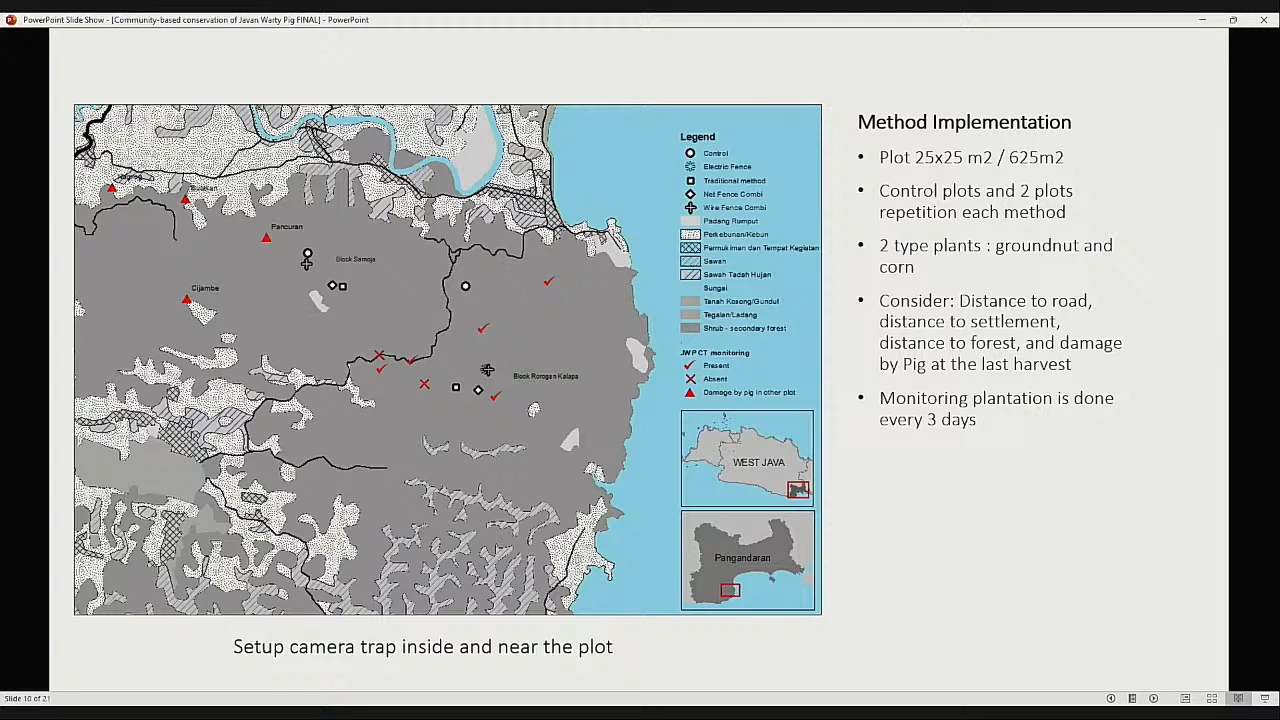 PowerPoint Slide Show - [Community-based conservation of Javan Warty Pig FINAL] - PowerPoint
Method Implementation
• Plot 25x25 m2 / 625m2
• Control plots and 2 plots
repetition each method
• 2 type plants : groundnut and
corn
• Consider: Distance to road,
distance to settlement,
distance to forest, and damage
by Pig at the last harvest
• Monitoring plantation is done
every 3 days
Pancuran
Block Samoja
Cijambe
Block Rorogan Kalapa
Legend
Control
Electric Fence
Traditional method
Net Fence Combi
Wire Fence Combi
Padang Rumput
Perkebunan/Kebun
Permukiman dan Tempat Kegiatan
Sawah
Sawah Tadah Hujan
Sungai
Tanah Kosong/Gundul
Tegalan/Ladang
Shrub - secondary forest
JWPCT monitoring
Present
Absent
Damage by pig in other plot
WEST JAVA
Pangandaran
Setup camera trap inside and near the plot
Slide 10 of 21